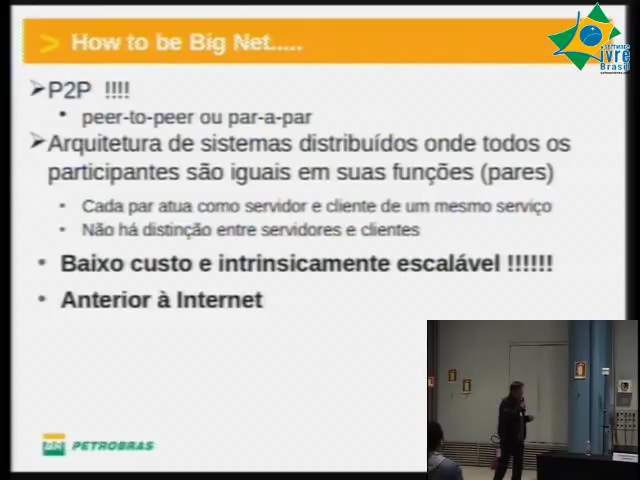 > How to be Big Net.....
SOFTWARE
livre
Brasil
➢P2P !!!!
• peer-to-peer ou par-a-par
➢Arquitetura de sistemas distribuídos onde todos os
participantes são iguais em suas funções (pares)
• Cada par atua como servidor e cliente de um mesmo serviço
• Não há distinção entre servidores e clientes
• Baixo custo e intrinsicamente escalável !!!!!!
• Anterior à Internet
BR PETROBRAS